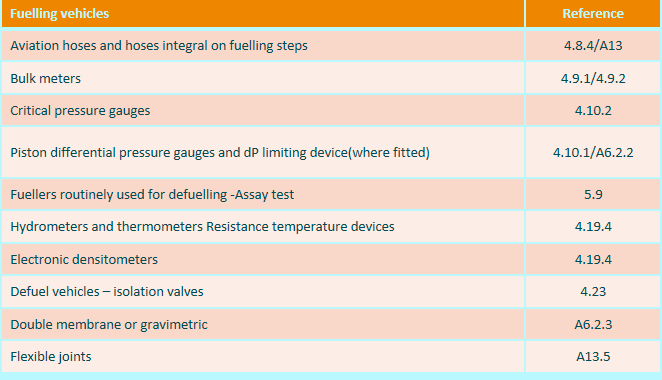 Fuelling vehicles Reference
Aviation hoses and hoses integral on fuelling steps 4.8.4/A13
Bulk meters 4.9.1/4.9.2
Critical pressure gauges 4.10.2
Piston differential pressure gauges and dP limiting device(where fitted) 4.10.1/A6.2.2
Fuellers routinely used for defuelling -Assay test 5.9
Hydrometers and thermometers Resistance temperature devices 4.19.4
Electronic densitometers 4.19.4
Defuel vehicles – isolation valves 4.23
Double membrane or gravimetric A6.2.3
Flexible joints A13.5